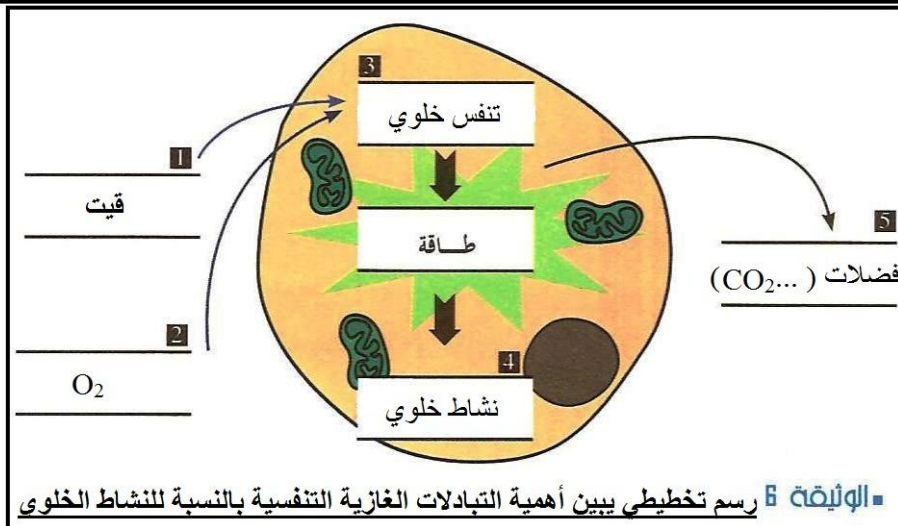 3
تنفس خلوي
1
قيت
طـــاقة
5
فضلات (CO2...)
2
O2
4
نشاط خلوي
▪الوثيقة 6 رسم تخطيطي يبين أهمية التبادلات الغازية التنفسية بالنسبة للنشاط الخلوي